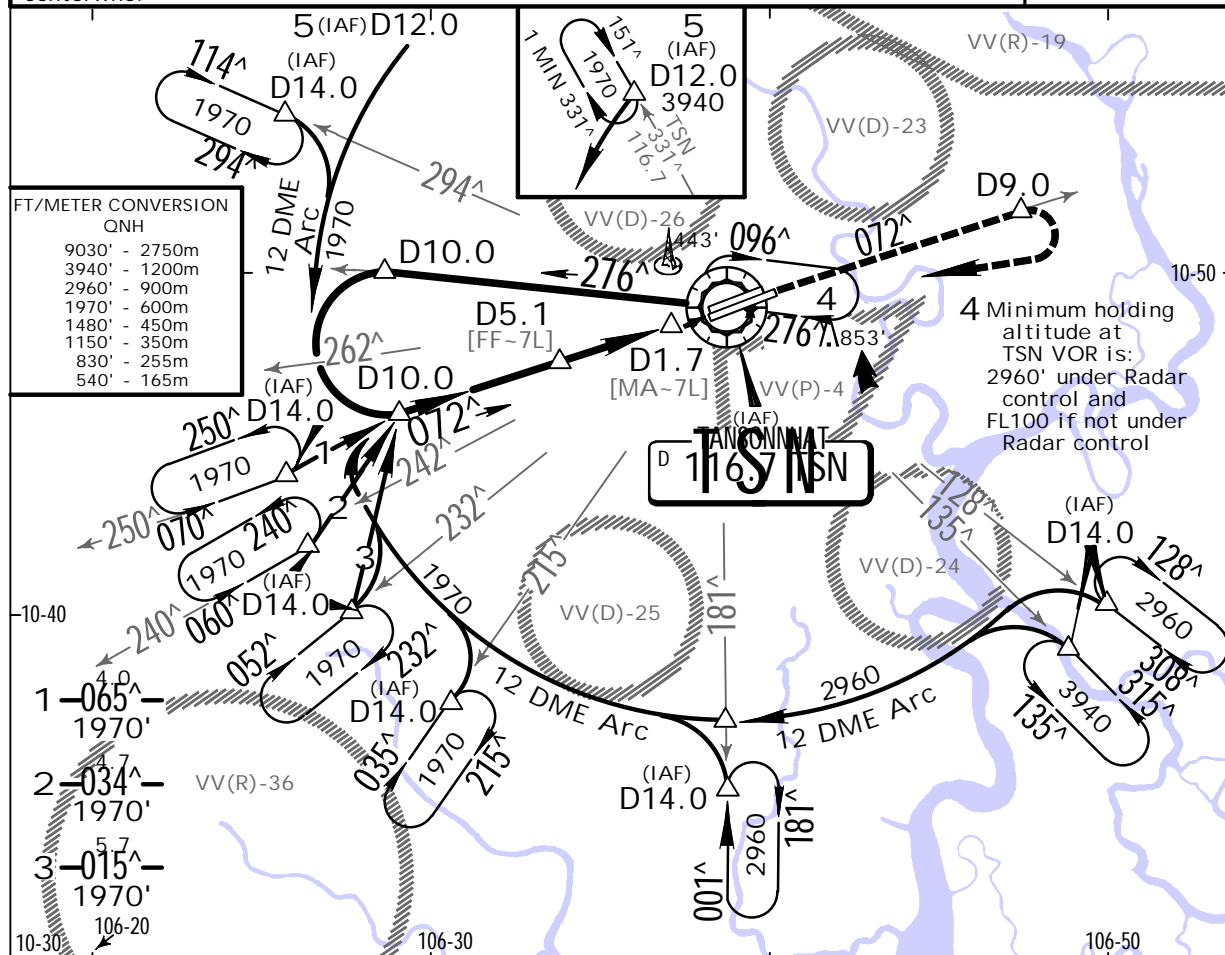 5 (IAF) D12.0
114^
(IAF)
D14.0
1970
294^
294^
12 DME
Arc
1970
1 MIN 331^
151^
1970
5
(IAF)
D12.0
3940
TSN
331^
116.7
VV(R)-19
VV(D)-23
VV(D)-26
443'
D9.0
FT/METER CONVERSION
QNH
9030' - 2750m
3940' - 1200m
2960' - 900m
1970' - 600m
1480' - 450m
1150' - 350m
830' - 255m
540' - 165m
D10.0
276^
096^
072^
10-50
D5.1
[FF~7L]
D1.7
[MA~7L]
4
276^
853'
4 Minimum holding
altitude at
TSN VOR is:
2960' under Radar
control and
FL100 if not under
Radar control
262^
D10.0
072^
VV(P)-4
(IAF)
TANSONNHAT
D 116.7 TSN
TSN
(IAF)
D14.0
250^
1970
1
250^
070^
242^
240^
1970
2
(IAF)
D14.0
240^
060^
232^
3
215^
1970
052^
1970
232^
(IAF)
D14.0
035^
1970
215^
VV(D)-25
181^
VV(D)-24
128^
135^
(IAF)
D14.0
128^
2960
308^
315^
3940
135^
10-40
12 DME Arc
2960
12 DME Arc
(IAF)
D14.0
181^
2960
001^
4.0
1 065^
1970'
4.7
2 034^
1970'
5.7
3 015^
1970'
VV(R)-36
10-30
106-20
106-30
106-50